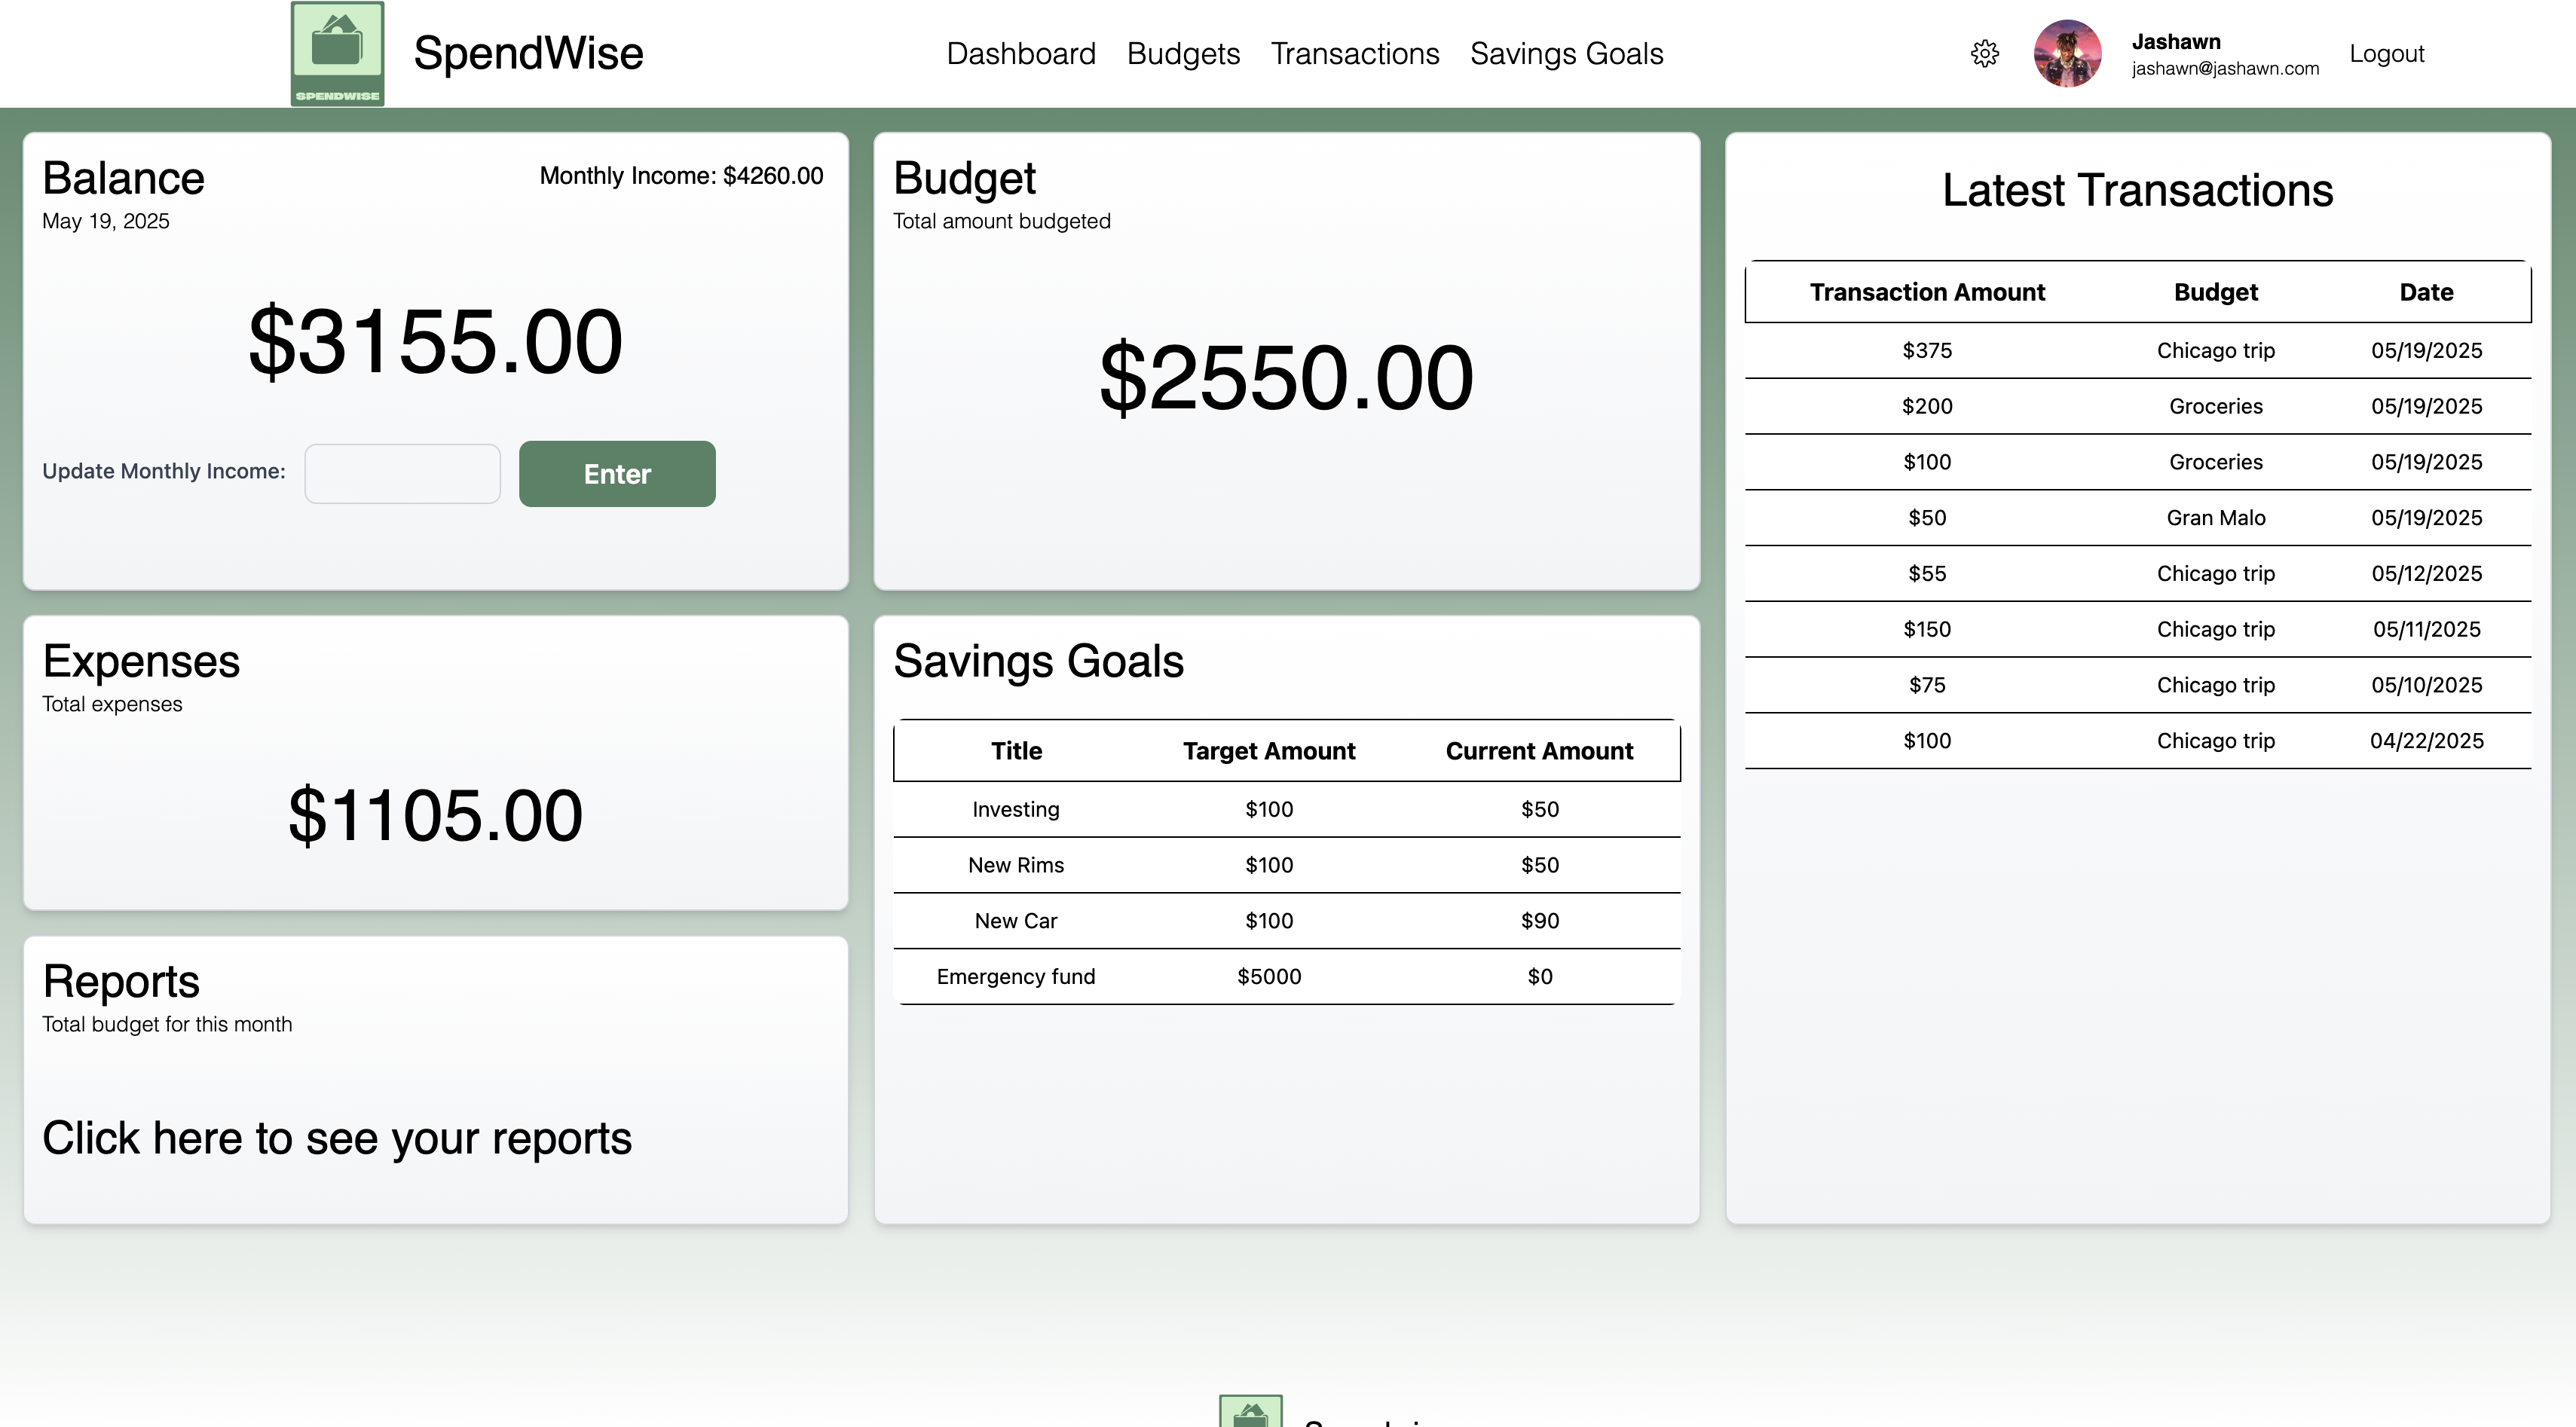 SPENDWISE
SpendWise
Dashboard Budgets Transactions Savings Goals
Jashawn
jashawn@jashawn.com
Logout
Balance
Monthly Income: $4260.00
May 19, 2025
$3155.00
Update Monthly Income:
Enter
Budget
Total amount budgeted
$2550.00
Latest Transactions
Transaction Amount Budget Date
$375 Chicago trip 05/19/2025
$200 Groceries 05/19/2025
$100 Groceries 05/19/2025
$50 Gran Malo 05/19/2025
$55 Chicago trip 05/12/2025
$150 Chicago trip 05/11/2025
$75 Chicago trip 05/10/2025
$100 Chicago trip 04/22/2025
Expenses
Total expenses
$1105.00
Savings Goals
Title Target Amount Current Amount
Investing $100 $50
New Rims $100 $50
New Car $100 $90
Emergency fund $5000 $0
Reports
Total budget for this month
Click here to see your reports